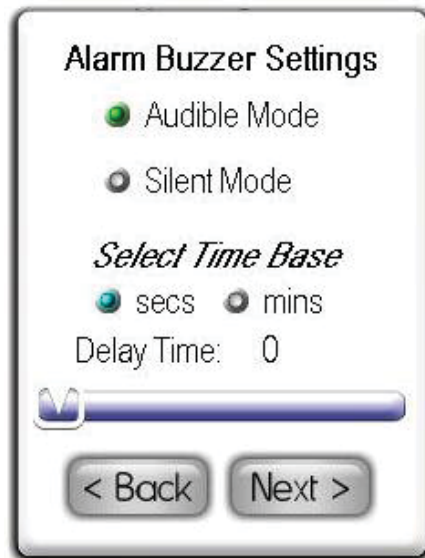 Alarm Buzzer Settings
Audible Mode
Silent Mode
Select Time Base
secs mins
Delay Time: 0
< Back Next >